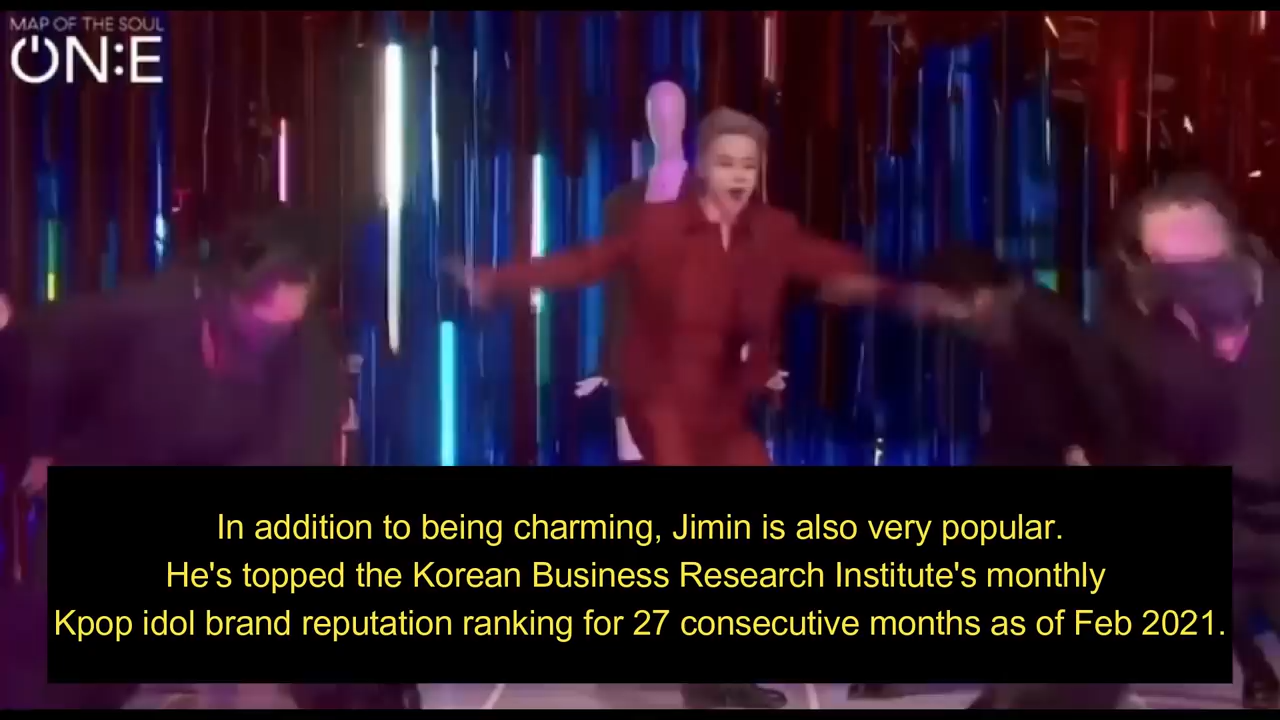 MAP OF THE SOUL
ON:E
In addition to being charming, Jimin is also very popular.
He's topped the Korean Business Research Institute's monthly
Kpop idol brand reputation ranking for 27 consecutive months as of Feb 2021.